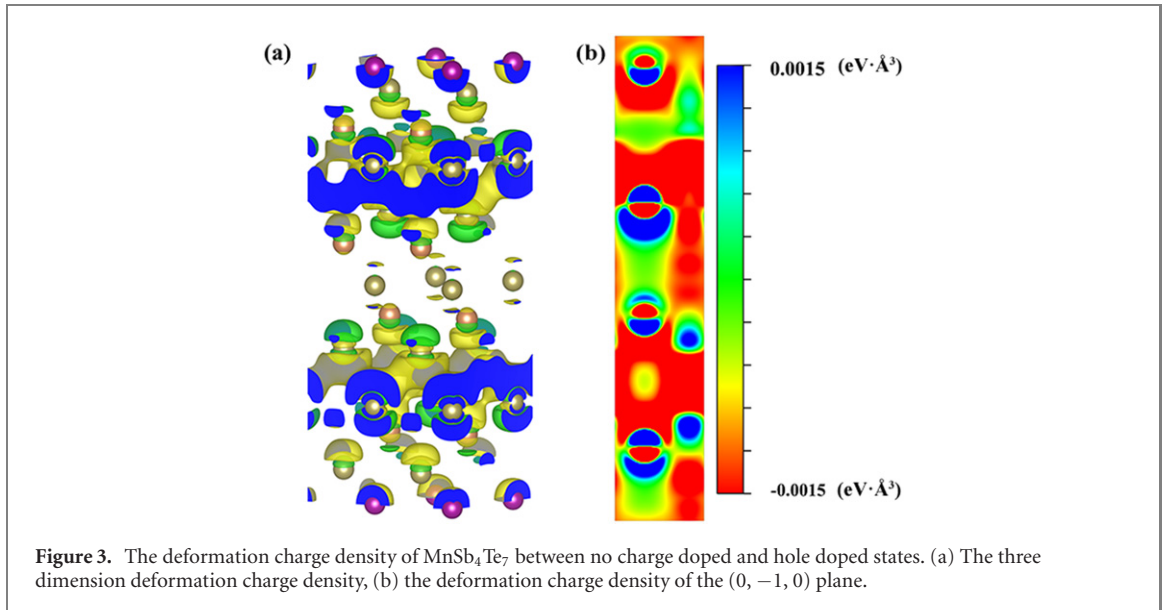 (a)
(b)
0.0015 (eV·Å³)
-0.0015 (eV·Å³)
Figure 3. The deformation charge density of MnSb₄Te₇ between no charge doped and hole doped states. (a) The three
dimension deformation charge density, (b) the deformation charge density of the (0, −1, 0) plane.